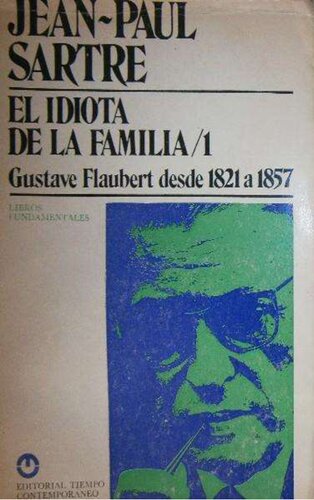 JEAN-PAUL
SARTRE
EL IDIOTA
DE LA FAMILIA/1
Gustave Flaubert desde 1821 a 1857
LIBROS
FUNDAMENTALES
EDITORIAL TIEMPO
CONTEMPORANEO